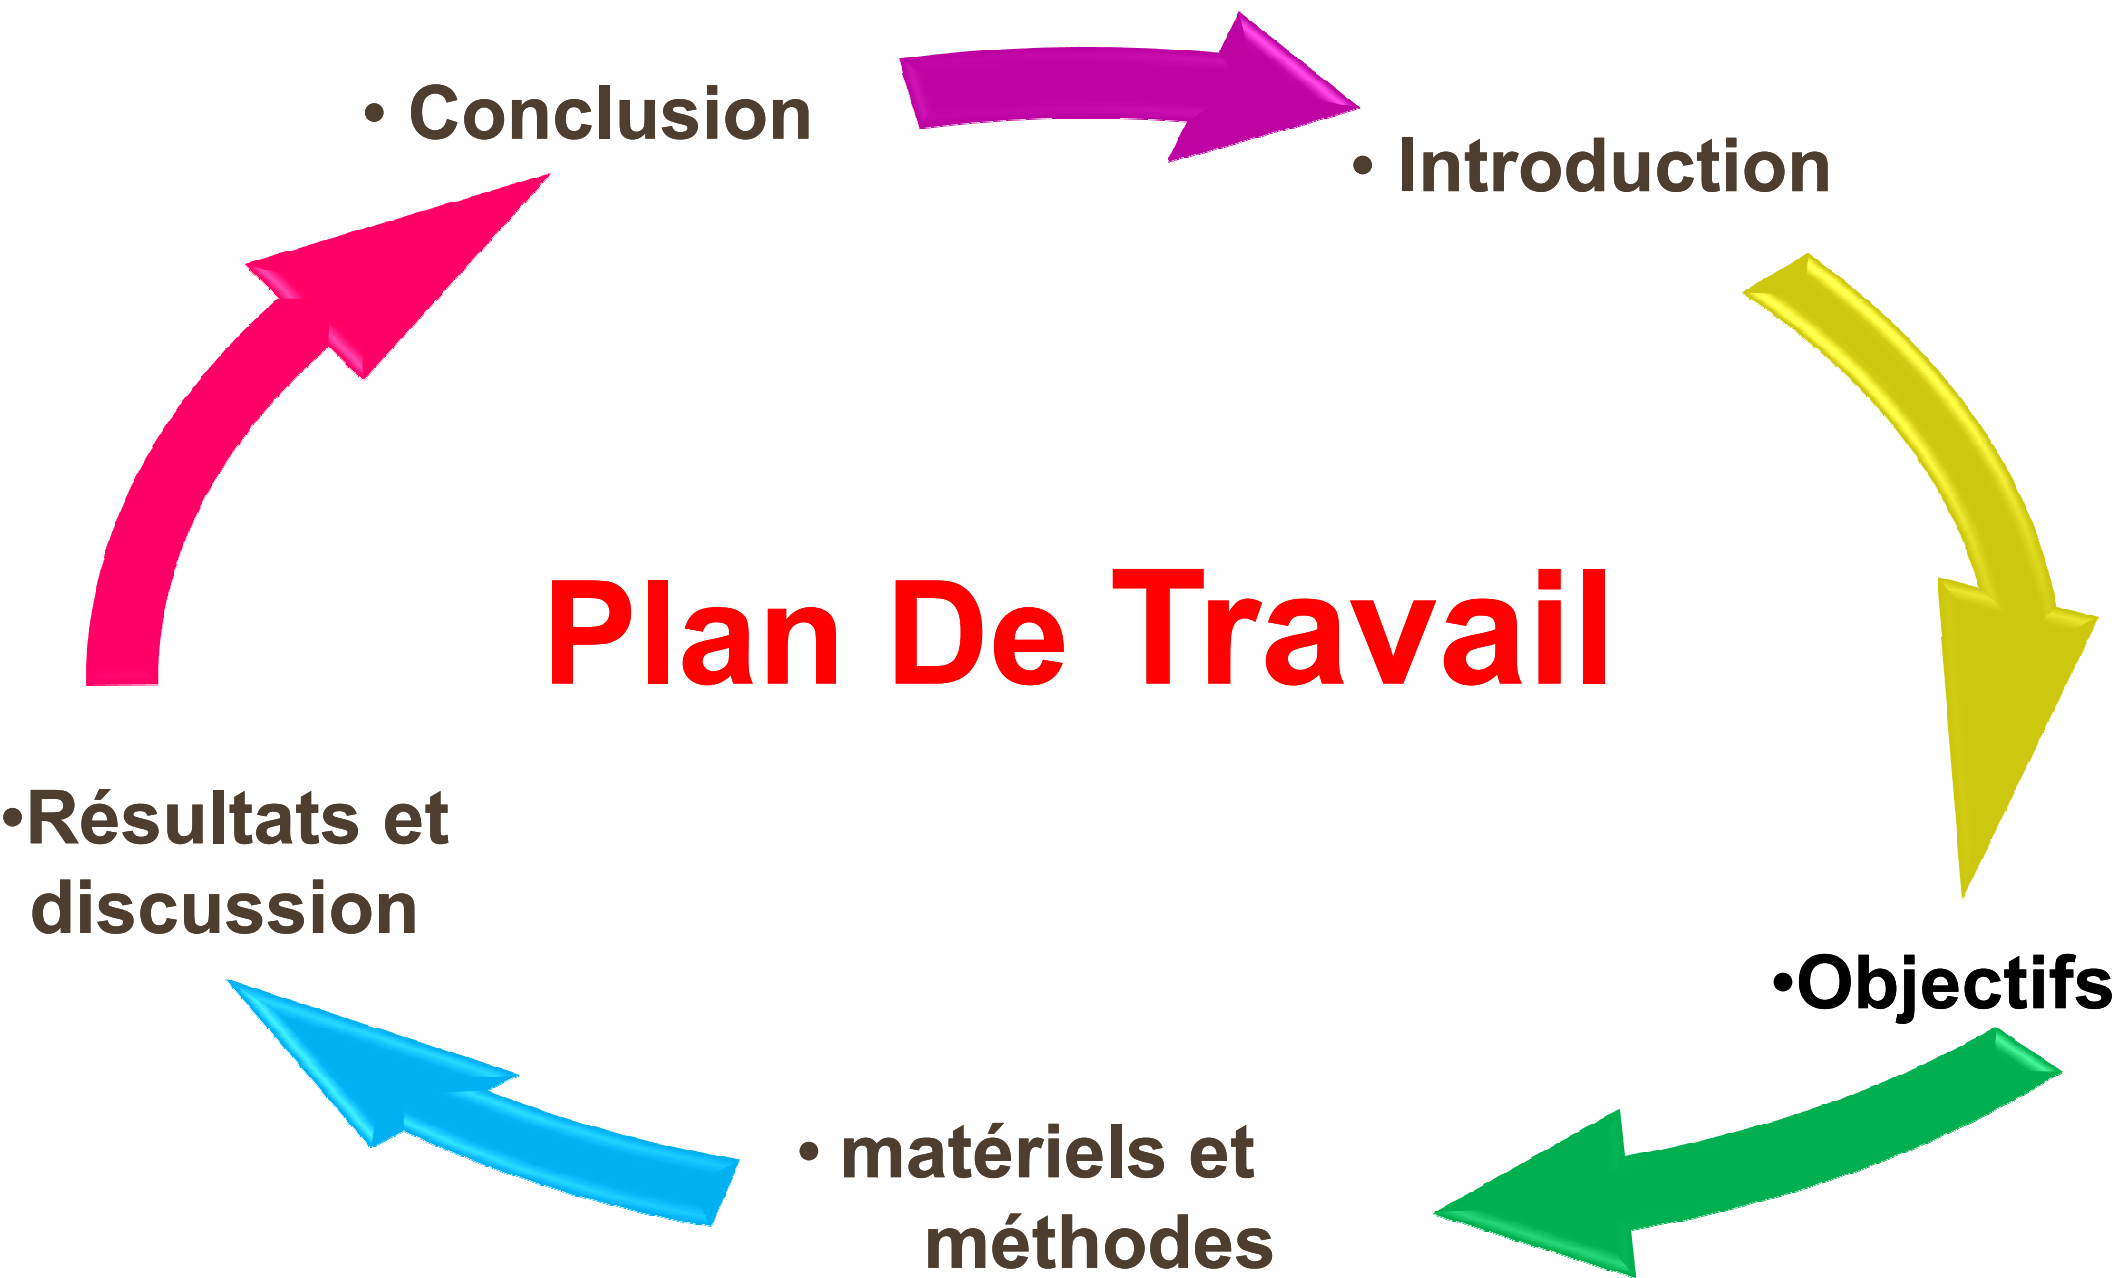 • Conclusion
• Introduction
Plan De Travail
•Résultats et
discussion
•Objectifs
• matériels et
méthodes